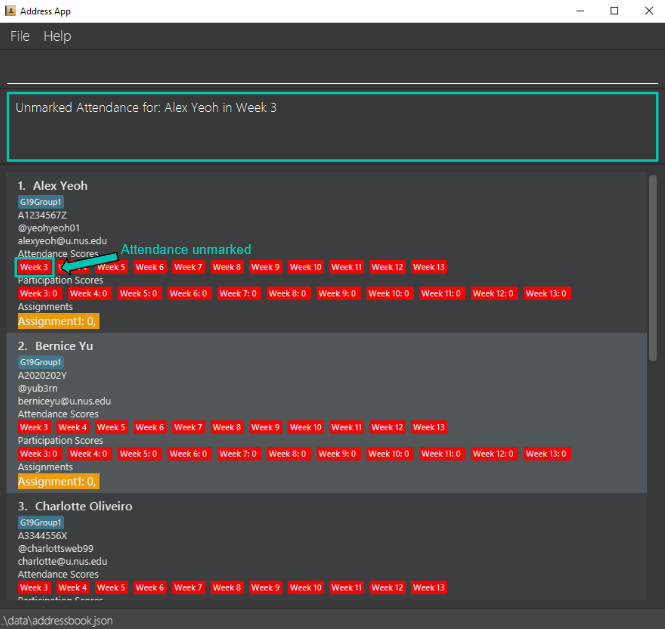 Address App
File Help
Unmarked Attendance for: Alex Yeoh in Week 3
1. Alex Yeoh
G19Group1
A1234567Z
@yeohyeoh01
alexyeoh@u.nus.edu
Attendance Scores
Attendance unmarked
Week 3 Week 5 Week 6 Week 7 Week 8 Week 9 Week 10 Week 11 Week 12 Week 13
Participation Scores
Week 3: 0 Week 4: 0 Week 5: 0 Week 6: 0 Week 7: 0 Week 8: 0 Week 9: 0 Week 10: 0 Week 11: 0 Week 12: 0 Week 13: 0
Assignments
Assignment1: 0,
2. Bernice Yu
G19Group1
A2020202Y
@yub3rn
berniceyu@u.nus.edu
Attendance Scores
Week 3 Week 4 Week 5 Week 6 Week 7 Week 8 Week 9 Week 10 Week 11 Week 12 Week 13
Participation Scores
Week 3: 0 Week 4: 0 Week 5: 0 Week 6: 0 Week 7: 0 Week 8: 0 Week 9: 0 Week 10: 0 Week 11: 0 Week 12: 0 Week 13: 0
Assignments
Assignment1: 0,
3. Charlotte Oliveiro
G19Group1
A3344556X
@charlottsweb99
charlotte@u.nus.edu
Attendance Scores
Week 3 Week 4 Week 5 Week 6 Week 7 Week 8 Week 9 Week 10 Week 11 Week 12 Week 13
Participation Scores
.\data\addressbook.json